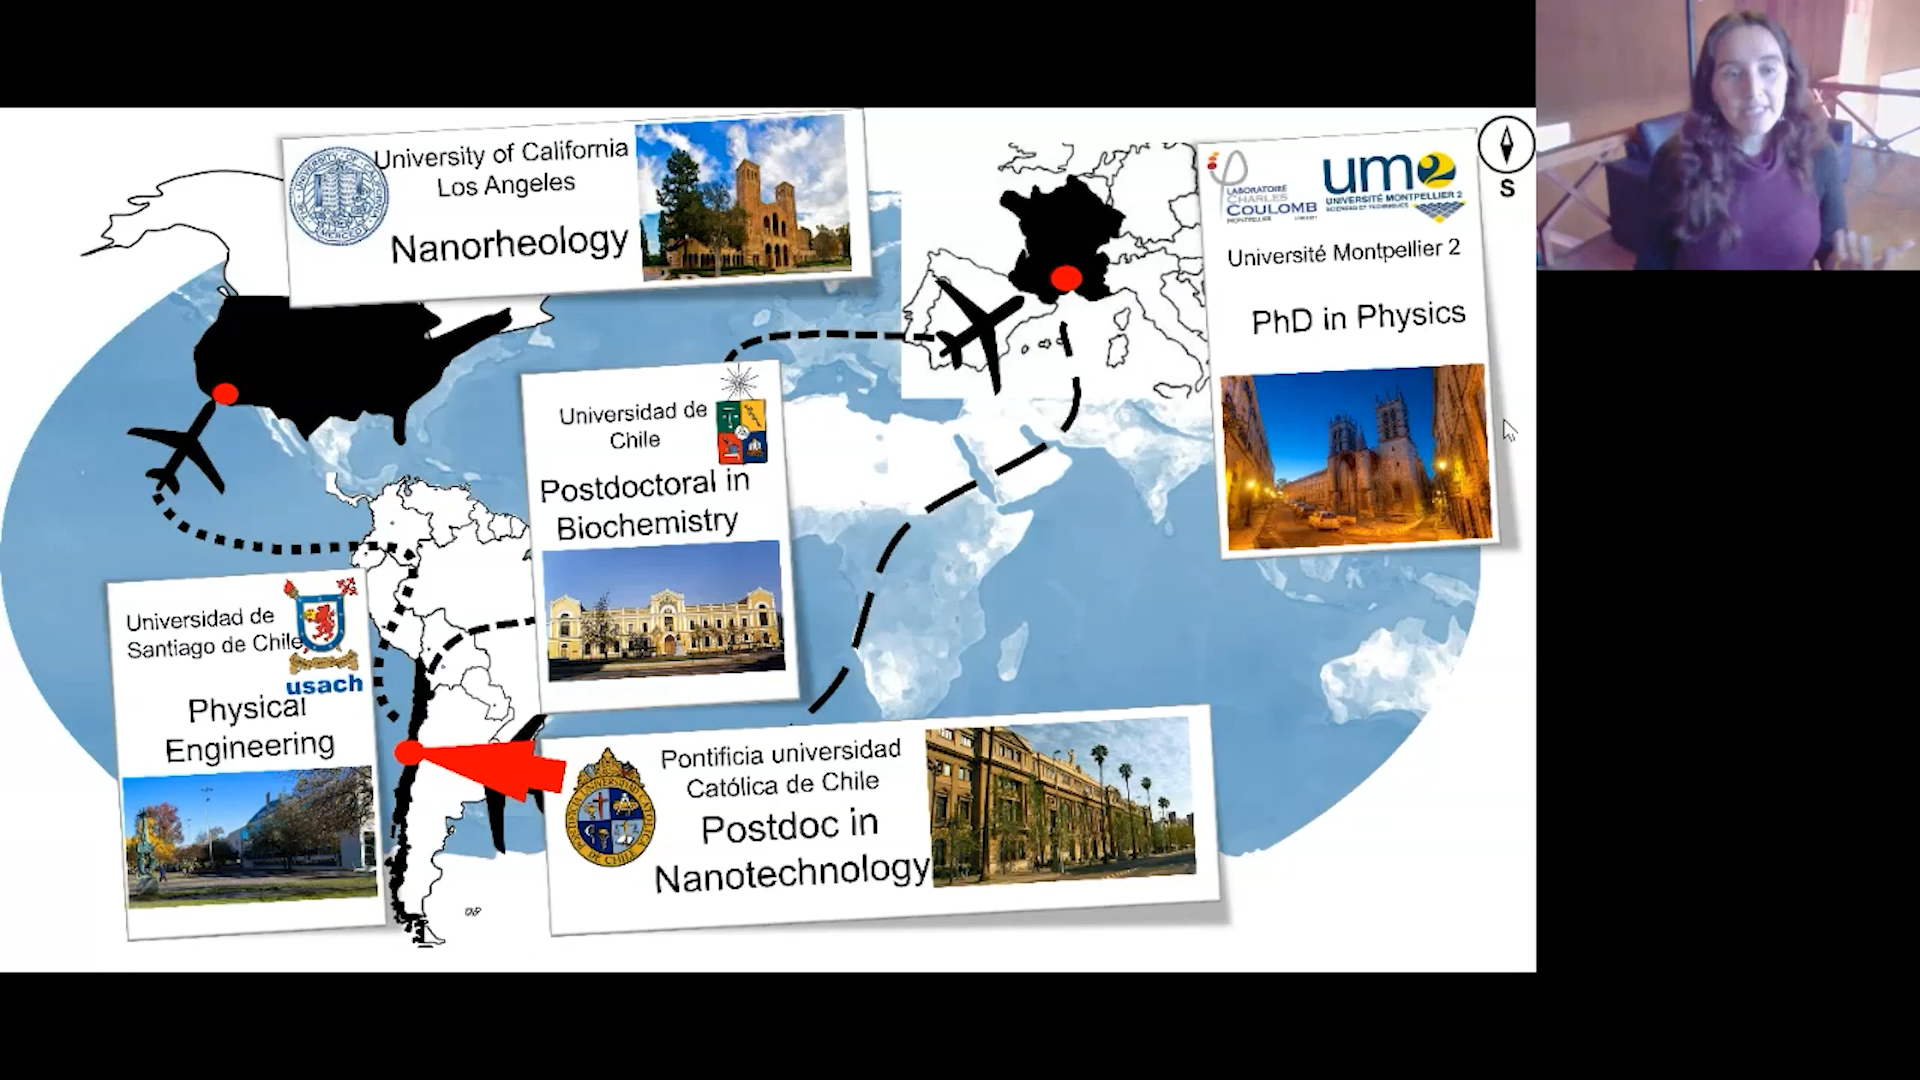 University of California
Los Angeles
Nanorheology
LABORATOIRE
CHARLES
COULOMB
MONTPELLIER
um2
UNIVERSITÉ MONTPELLIER 2
SCIENCES ET TECHNIQUES
Université Montpellier 2
PhD in Physics
S
Universidad de
Chile
Postdoctoral in
Biochemistry
Universidad de
Santiago de Chile
usach
Physical
Engineering
Pontificia universidad
Católica de Chile
Postdoc in
Nanotechnology